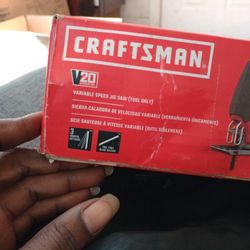 CRAFTSMAN
V20
VARIABLE SPEED JIG SAW (TOOL ONLY)
SIERRA CALADORA DE VELOCIDAD VARIABLE (HERRAMIENTA ÚNICAMENTE)
SCIE SAUTEUSE À VITESSE VARIABLE (OUTIL SEULEMENT)
3